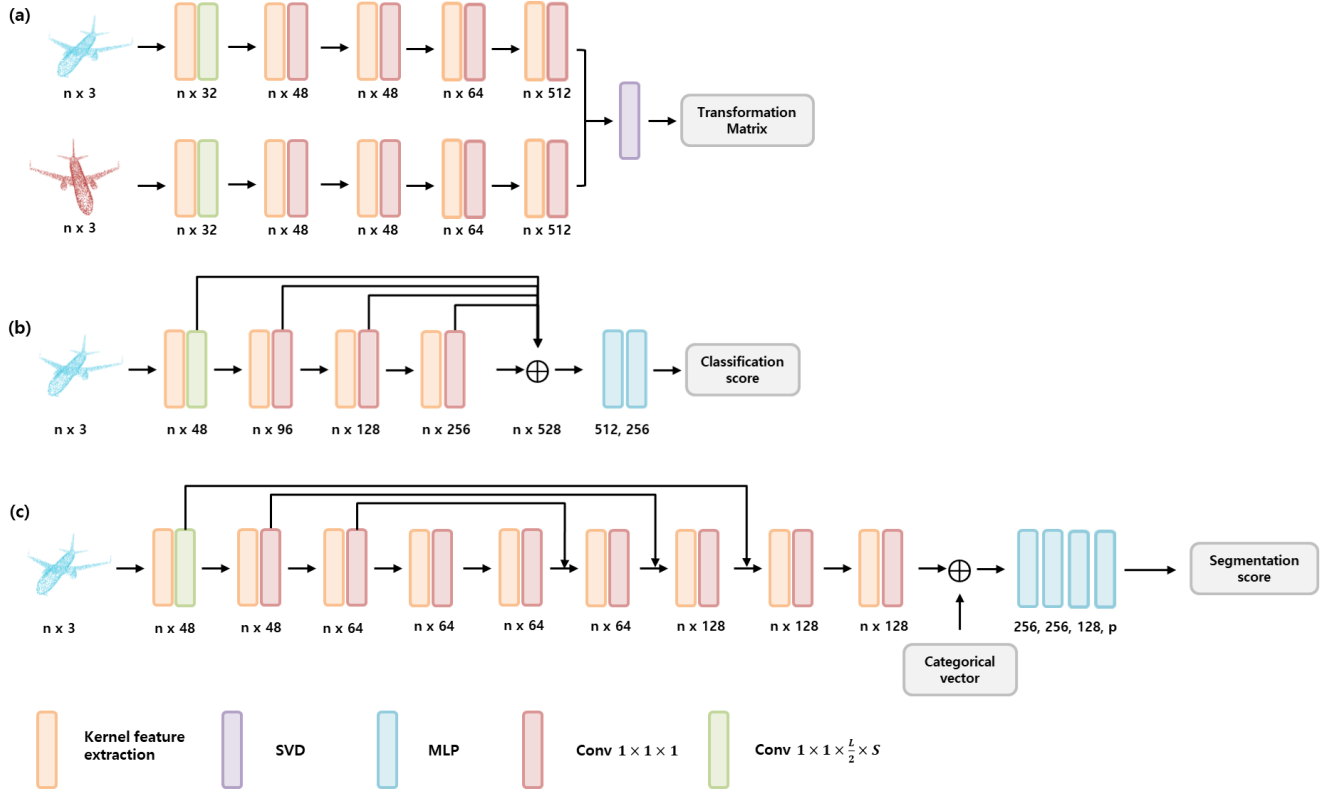 (a)
n x 3
n x 32
n x 48
n x 48
n x 64
n x 512
Transformation
Matrix
n x 3
n x 32
n x 48
n x 48
n x 64
n x 512
(b)
n x 3
n x 48
n x 96
n x 128
n x 256
n x 528
512, 256
Classification
score
(c)
n x 3
n x 48
n x 48
n x 64
n x 64
n x 64
n x 64
n x 128
n x 128
n x 128
256, 256, 128, p
Segmentation
score
Categorical
vector
Kernel feature
extraction
SVD
MLP
Conv 1 × 1 × 1
Conv 1 × 1 × L/2 × S